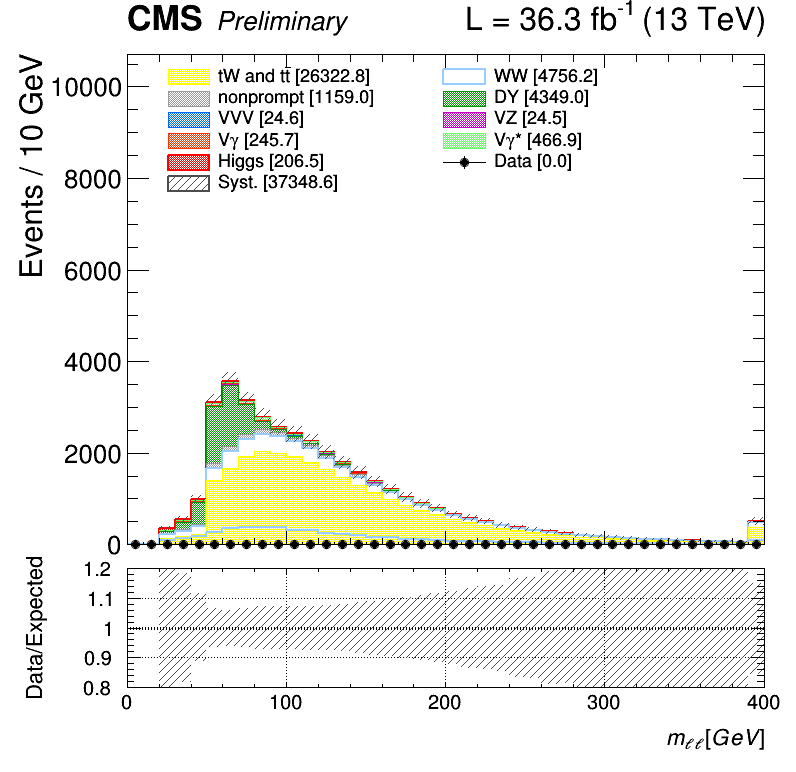 CMS Preliminary L = 36.3 fb⁻¹ (13 TeV)
Events / 10 GeV
10000
8000
6000
4000
2000
0
tW and tt̄ [26322.8]
nonprompt [1159.0]
VVV [24.6]
Vγ [245.7]
Higgs [206.5]
Syst. [37348.6]
WW [4756.2]
DY [4349.0]
VZ [24.5]
Vγ* [466.9]
Data [0.0]
Data/Expected
1.2
1.1
1
0.9
0.8
0 100 200 300 400
mℓℓ[GeV]